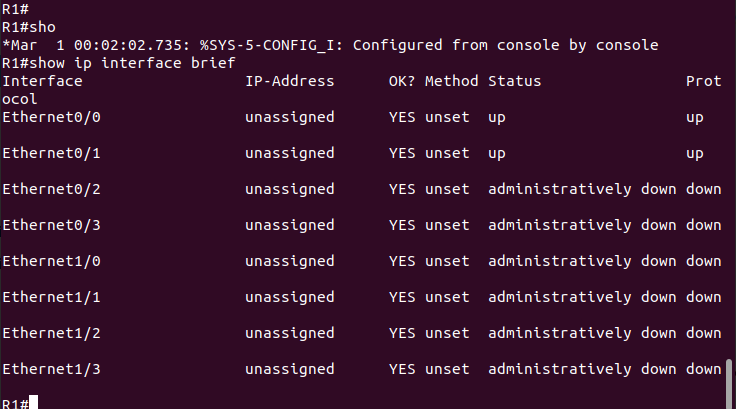 R1#
R1#sho
*Mar  1 00:02:02.735: %SYS-5-CONFIG_I: Configured from console by console
R1#show ip interface brief
Interface                  IP-Address      OK? Method Status                Prot
ocol
Ethernet0/0                unassigned      YES unset  up                    up
Ethernet0/1                unassigned      YES unset  up                    up
Ethernet0/2                unassigned      YES unset  administratively down down
Ethernet0/3                unassigned      YES unset  administratively down down
Ethernet1/0                unassigned      YES unset  administratively down down
Ethernet1/1                unassigned      YES unset  administratively down down
Ethernet1/2                unassigned      YES unset  administratively down down
Ethernet1/3                unassigned      YES unset  administratively down down
R1#